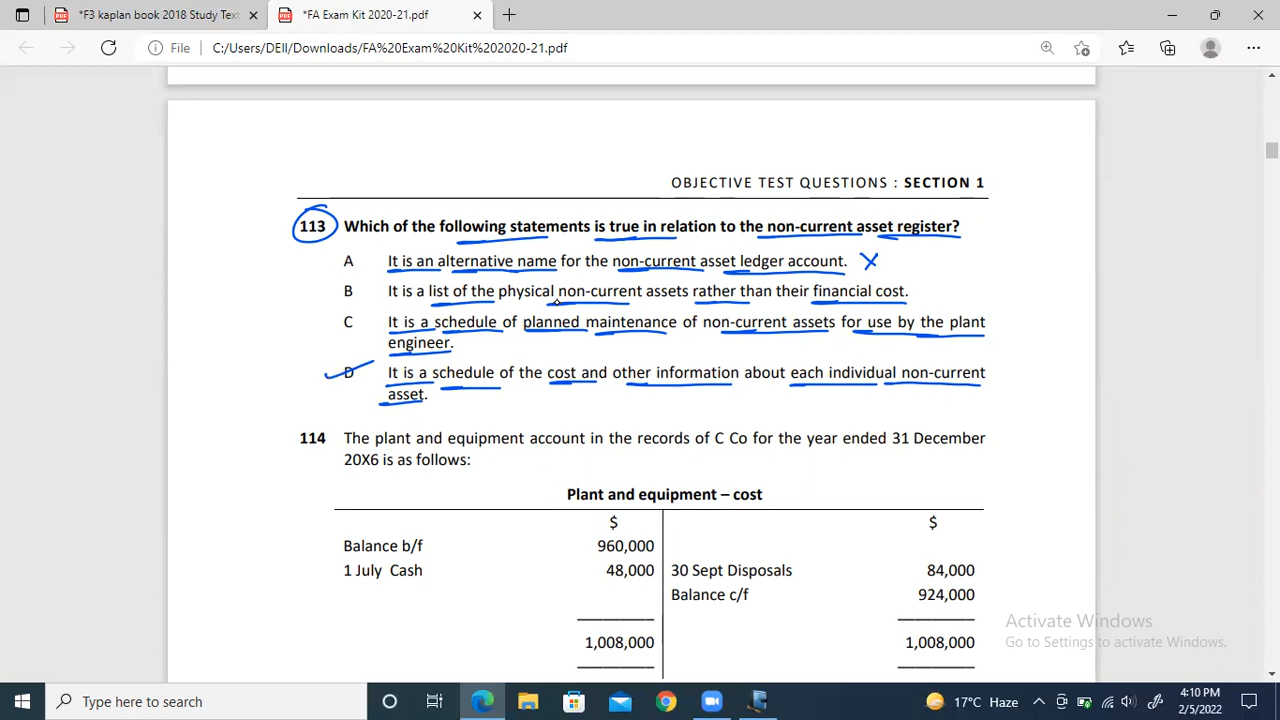 *F3 kaplan book 2018 Study Text
*FA Exam Kit 2020-21.pdf
File
C:/Users/DEll/Downloads/FA%20Exam%20Kit%202020-21.pdf
OBJECTIVE TEST QUESTIONS : SECTION 1
113 Which of the following statements is true in relation to the non-current asset register?
A It is an alternative name for the non-current asset ledger account.
B It is a list of the physical non-current assets rather than their financial cost.
C It is a schedule of planned maintenance of non-current assets for use by the plant
engineer.
D It is a schedule of the cost and other information about each individual non-current
asset.
114 The plant and equipment account in the records of C Co for the year ended 31 December
20X6 is as follows:
Plant and equipment – cost
$ $
Balance b/f 960,000
1 July Cash 48,000 30 Sept Disposals 84,000
Balance c/f 924,000
1,008,000 1,008,000
Activate Windows
Go to Settings to activate Windows.
Type here to search
17°C Haze
4:10 PM
2/5/2022